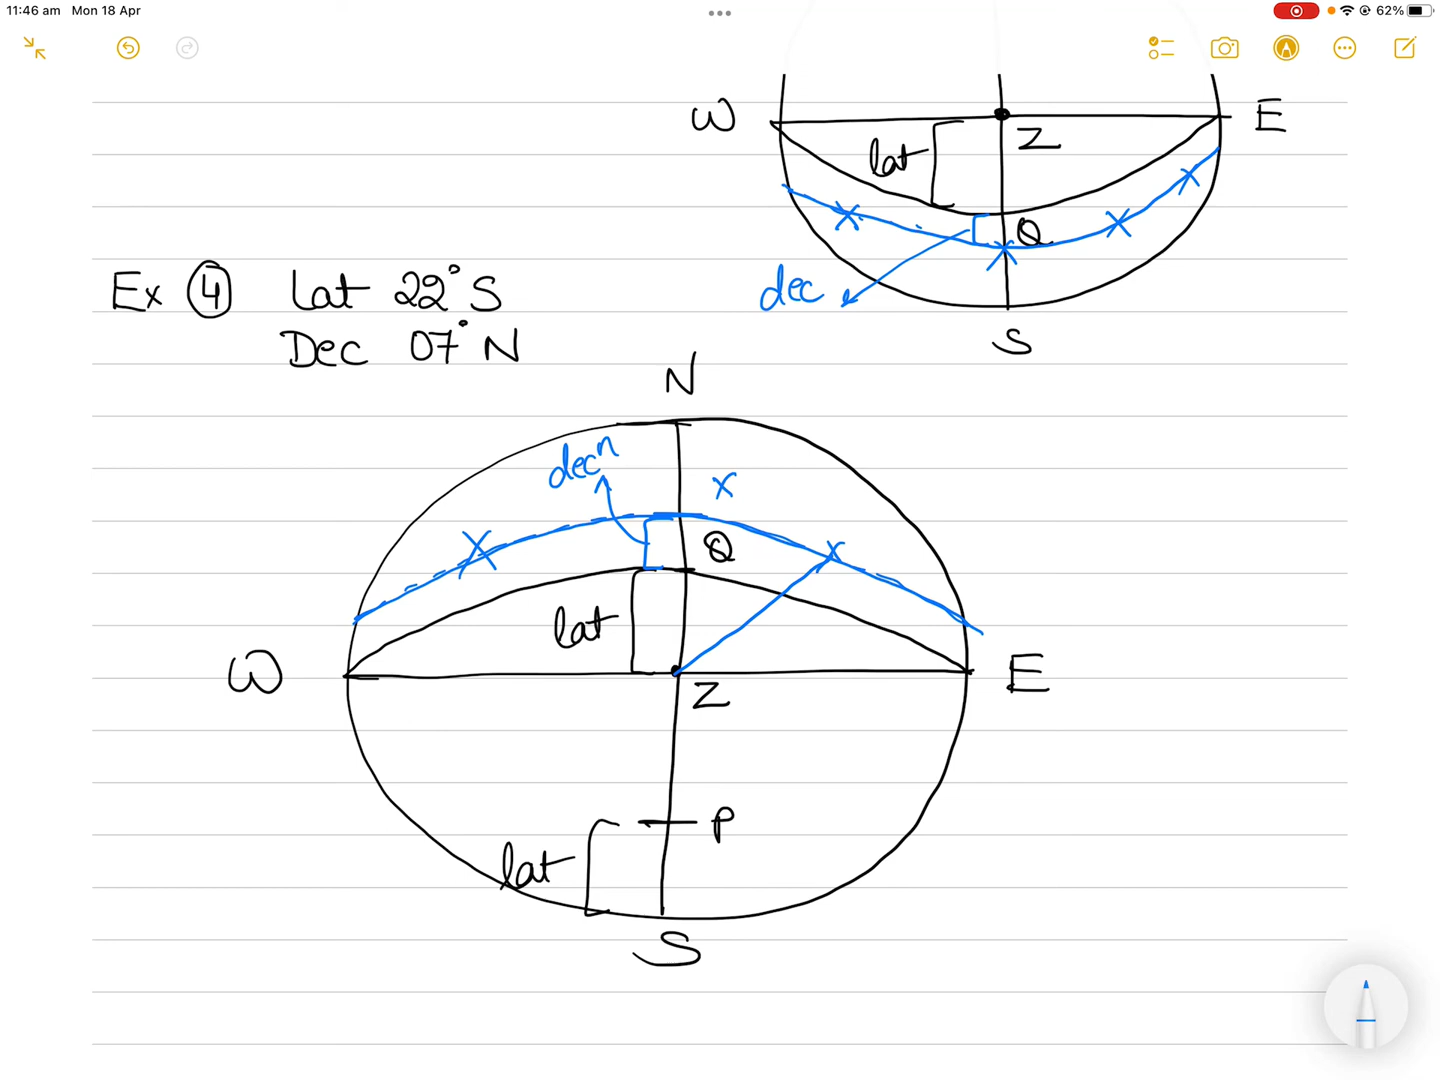 11:46 am Mon 18 Apr
62%
W
E
Z
lat
Q
dec
S
Ex ④ Lat 22° S
Dec 07° N
N
decⁿ
Q
lat
W
E
Z
P
lat
S